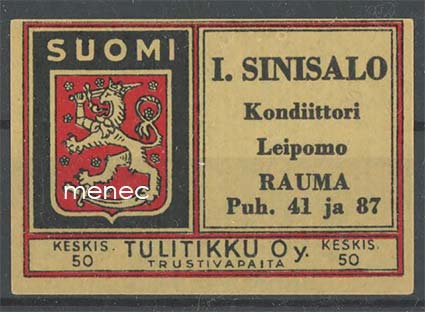 SUOMI
menec
I. SINISALO
Kondiittori
Leipomo
RAUMA
Puh. 41 ja 87
KESKIS. 50
TULITIKKU Oy.
TRUSTIVAPAITA
KESKIS. 50